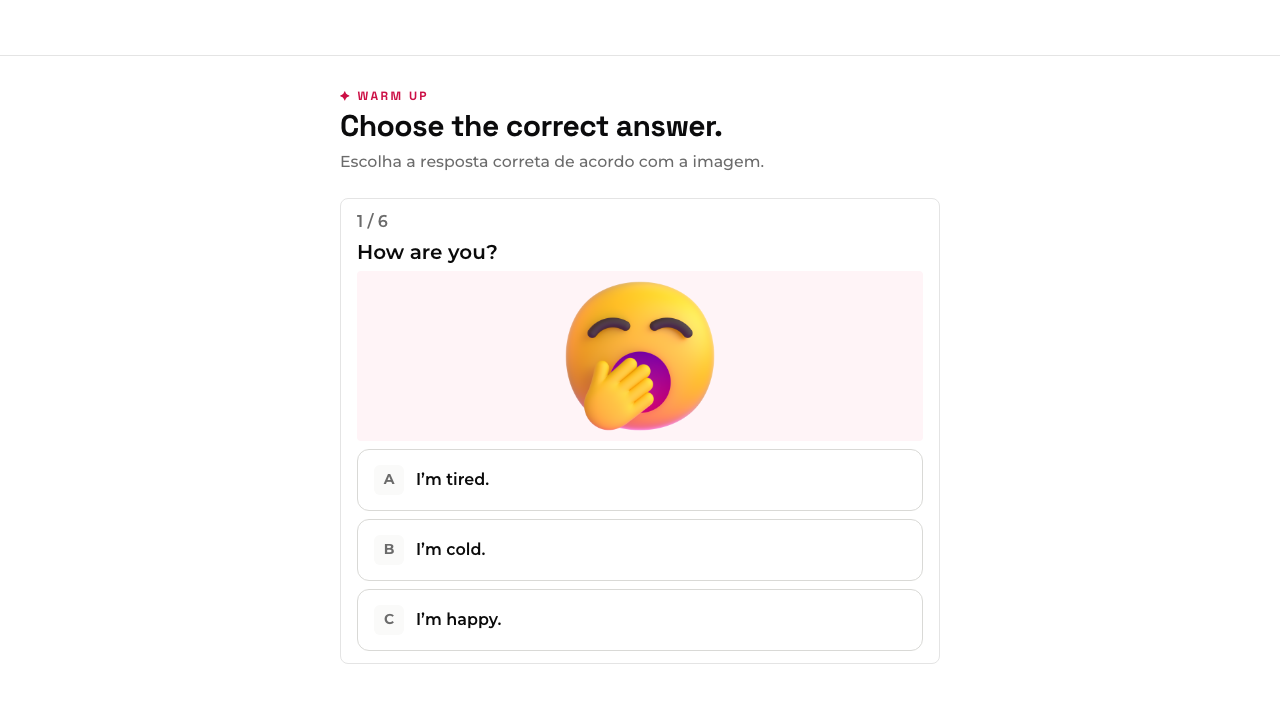 WARM UP
Choose the correct answer.
Escolha a resposta correta de acordo com a imagem.
1 / 6
How are you?
A I'm tired.
B I'm cold.
C I'm happy.